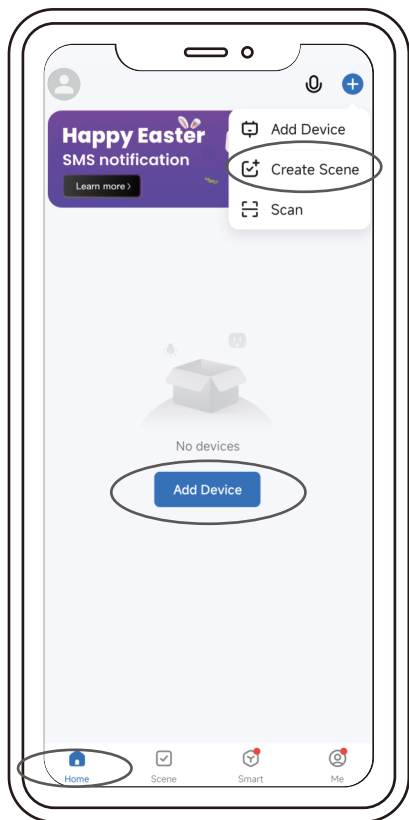 Happy Easter
SMS notification
Learn more >
Add Device
Create Scene
Scan
No devices
Add Device
Home
Scene
Smart
Me